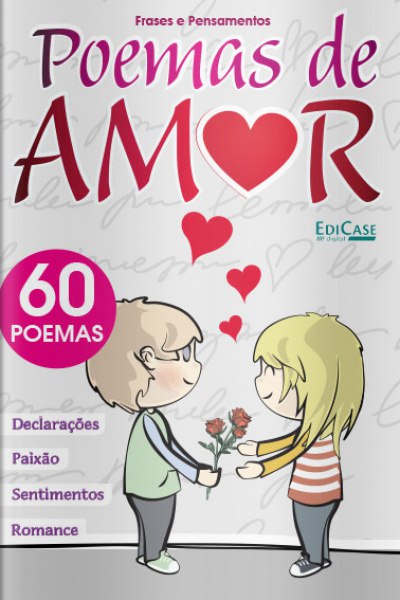 Frases e Pensamentos
Poemas de
AMOR
EDICASE
digital
60
POEMAS
Declarações
Paixão
Sentimentos
Romance